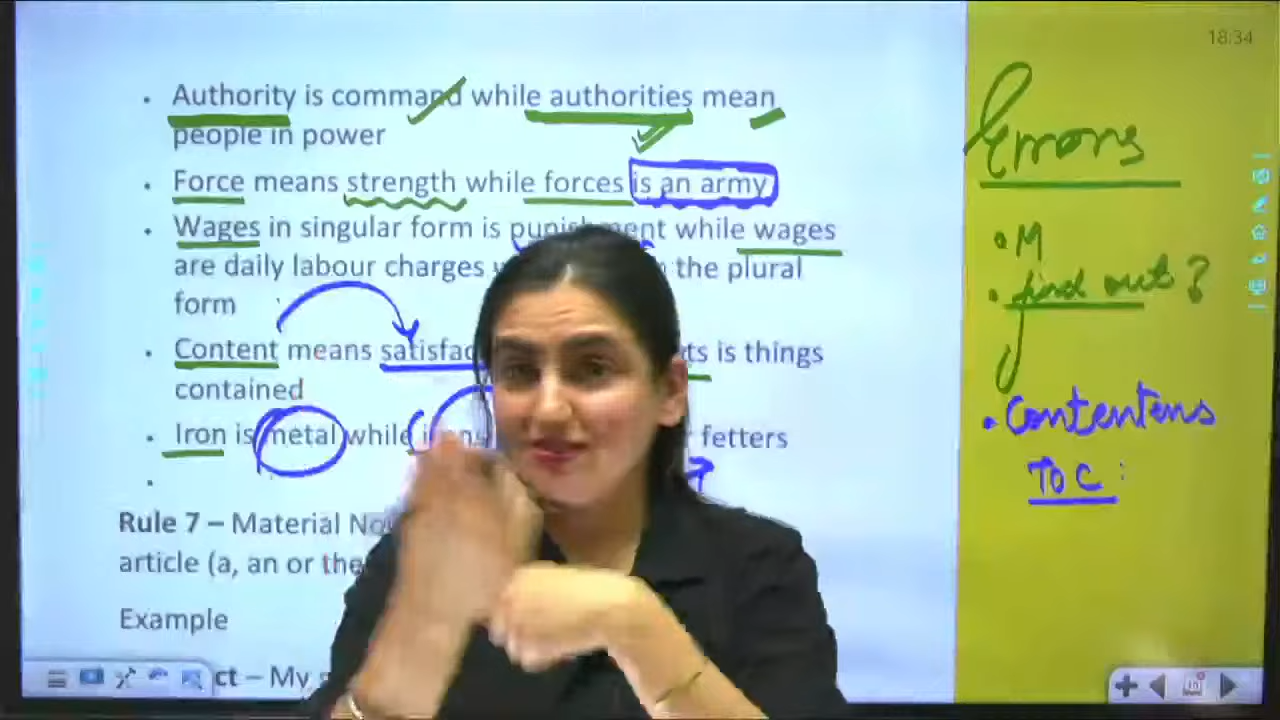 18:34
• Authority is command while authorities mean
people in power
• Force means strength while forces is an army
• Wages in singular form is punishment while wages
are daily labour charges the plural
form
• Content means satisfac ts is things
contained
• Iron is metal while irons fetters
•
Rule 7 – Material No
article (a, an or the
Example
ct – My
Errors
• M
• find out?
• Contentens
TOC :